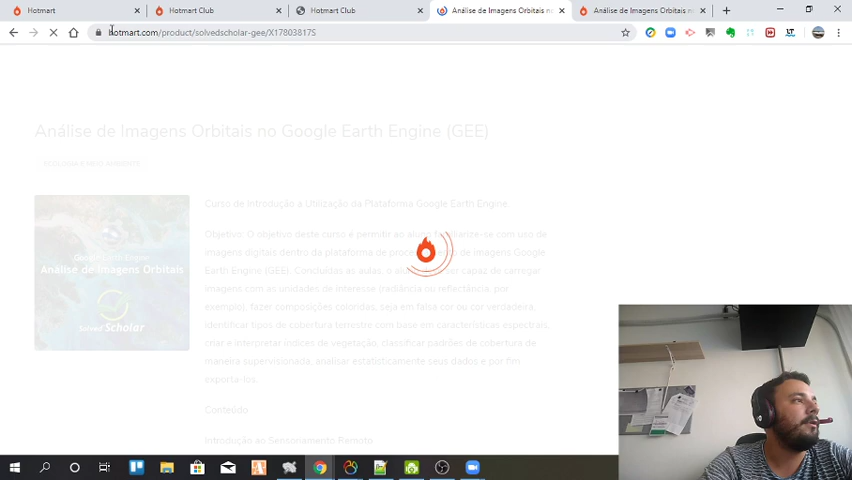 Hotmart
Hotmart Club
Hotmart Club
Análise de Imagens Orbitais no
Análise de Imagens Orbitais n
hotmart.com/product/solvedscholar-gee/X17803817S
Análise de Imagens Orbitais no Google Earth Engine (GEE)
ECOLOGIA E MEIO AMBIENTE
Google Earth Engine
Análise de Imagens Orbitais
Solved Scholar
Curso de Introdução a Utilização da Plataforma Google Earth Engine
Objetivo: O objetivo deste curso é permitir ao aluno familiarize-se com uso de
imagens digitais dentro da plataforma de processamento de Imagens Google
Earth Engine (GEE). Concluídas as aulas, o aluno ser capaz de carregar
imagens com as unidades de interesse (radiância ou reflectância, por
exemplo), fazer composições coloridas, seja em falsa cor ou cor verdadeira,
identificar tipos de cobertura terrestre com base em características espectrais,
criar e interpretar índices de vegetação, classificar padrões de cobertura de
maneira supervisionada, analisar estatisticamente seus dados e por fim
exporta-los.
Conteúdo
Introdução ao Sensoriamento Remoto